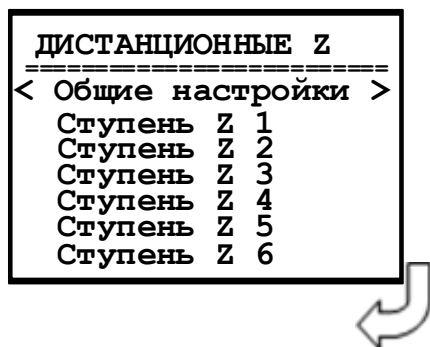 ДИСТАНЦИОННЫЕ Z
==========================
< Общие настройки >
Ступень Z 1
Ступень Z 2
Ступень Z 3
Ступень Z 4
Ступень Z 5
Ступень Z 6